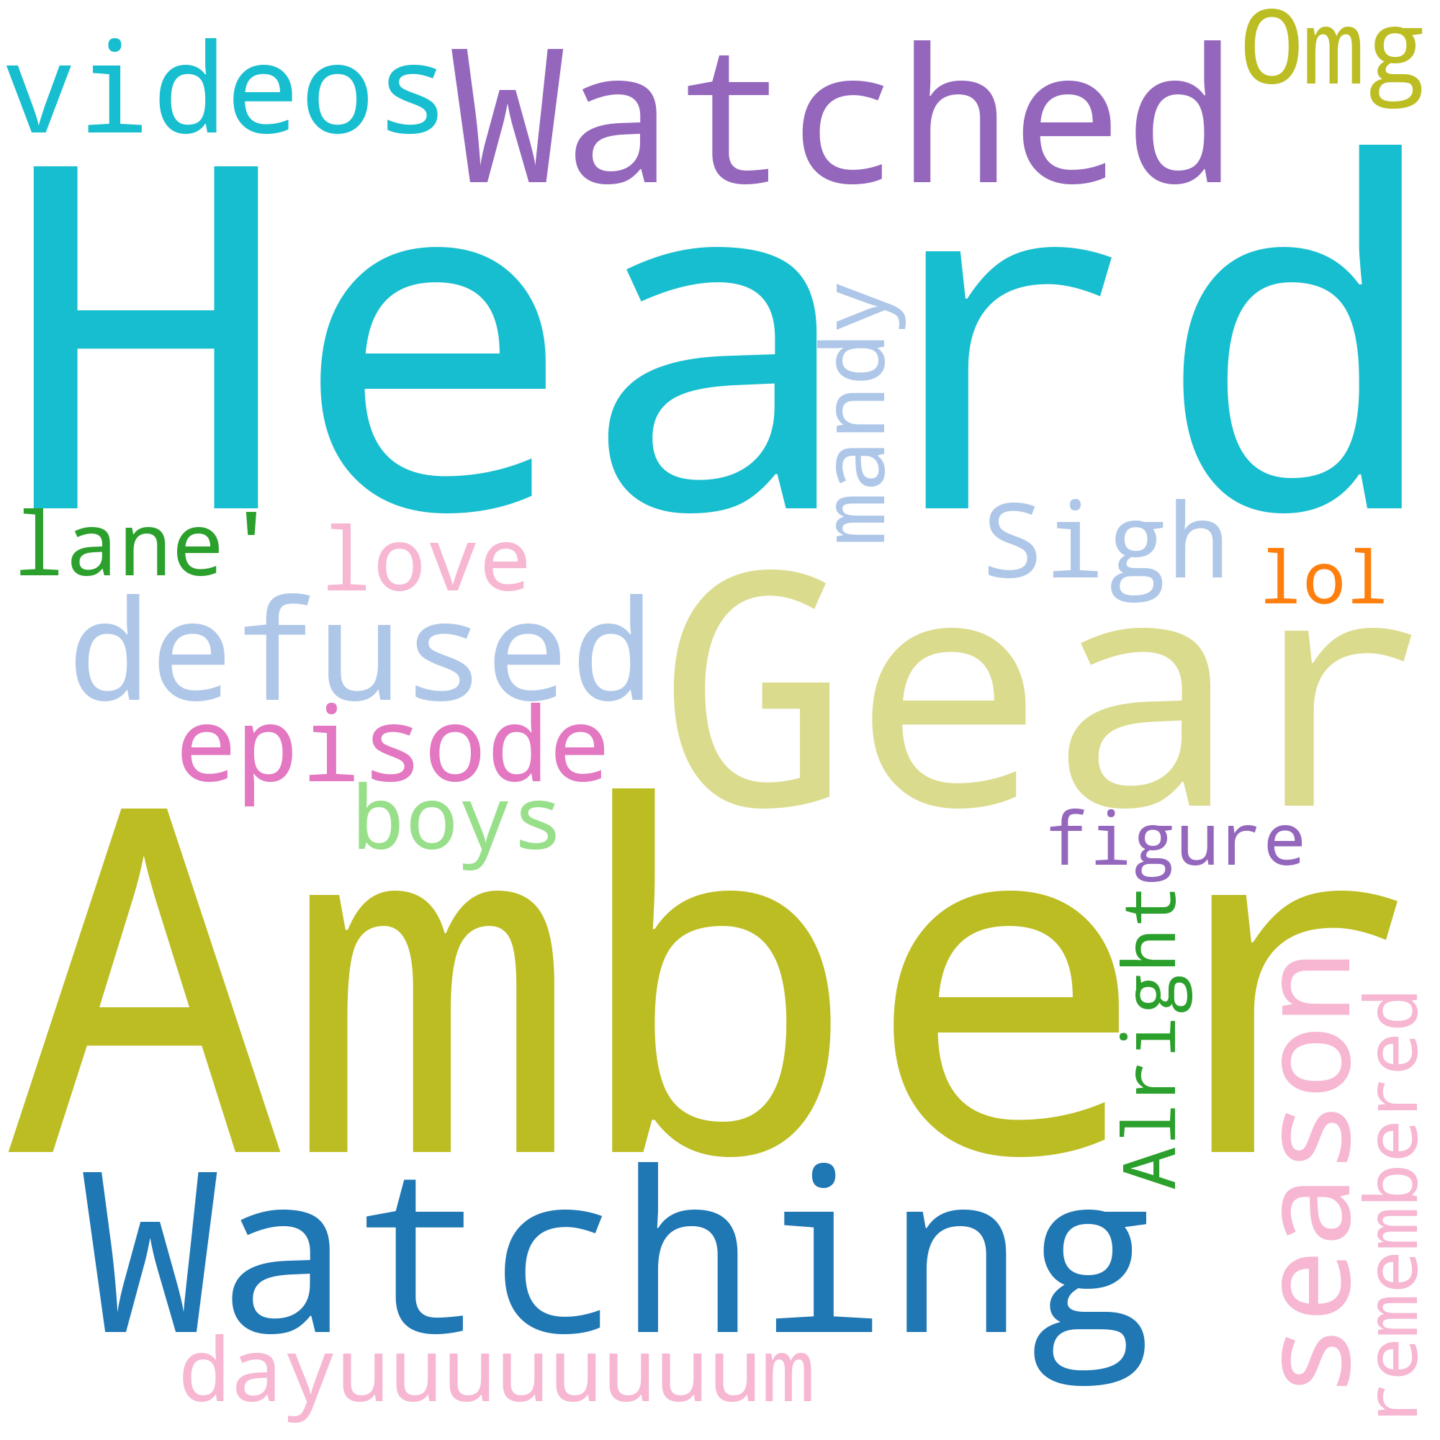 Omg
videos
Watched
Heard
mandy
lane'
love
Sigh
lol
defused
Gear
episode
boys
figure
Amber
Alright
season
remembered
Watching
dayuuuuuuuuum